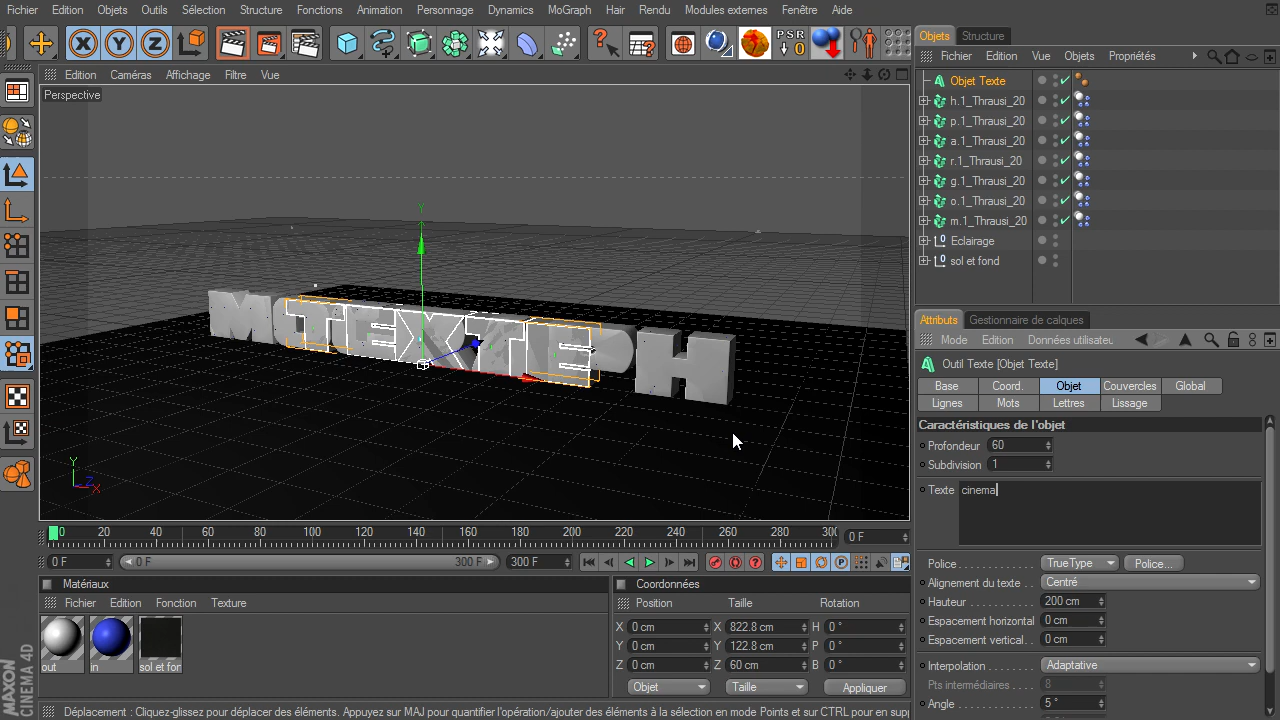 Fichier Edition Objets Outils Sélection Structure Fonctions Animation Personnage Dynamics MoGraph Hair Rendu Modules externes Fenêtre Aide
X Y Z
PSR
0
Edition Caméras Affichage Filtre Vue
Perspective
Y
MOTEXTEPH
Y
Z X
0 20 40 60 80 100 120 140 160 180 200 220 240 260 280 30
0 F
0 F 0 F 300 F 300 F
Matériaux
Fichier Edition Fonction Texture
out in sol et fon
MAXON
CINEMA 4D
Coordonnées
Position Taille Rotation
X 0 cm X 822.8 cm H 0 °
Y 0 cm Y 122.8 cm P 0 °
Z 0 cm Z 60 cm B 0 °
Objet Taille Appliquer
Déplacement : Cliquez-glissez pour déplacer des éléments. Appuyez sur MAJ pour quantifier l'opération/ajouter des éléments à la sélection en mode Points et sur CTRL pour en sup
Objets Structure
Fichier Edition Vue Objets Propriétés
Objet Texte
h.1_Thrausi_20
p.1_Thrausi_20
a.1_Thrausi_20
r.1_Thrausi_20
g.1_Thrausi_20
o.1_Thrausi_20
m.1_Thrausi_20
Eclairage
sol et fond
Attributs Gestionnaire de calques
Mode Edition Données utilisateur
Outil Texte [Objet Texte]
Base Coord. Objet Couvercles Global
Lignes Mots Lettres Lissage
Caractéristiques de l'objet
Profondeur 60
Subdivision 1
Texte cinema
Police TrueType Police...
Alignement du texte Centré
Hauteur 200 cm
Espacement horizontal 0 cm
Espacement vertical 0 cm
Interpolation Adaptative
Pts intermédiaires 8
Angle 5 °